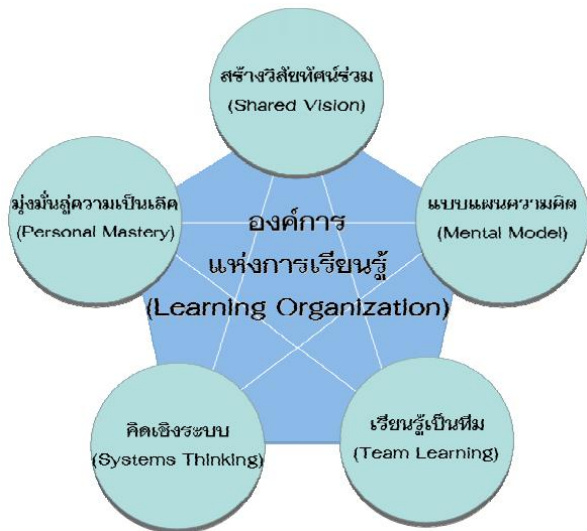 สร้างวิสัยทัศน์ร่วม
(Shared Vision)
มุ่งมั่นสู่ความเป็นเลิศ
(Personal Mastery)
แบบแผนความคิด
(Mental Model)
องค์การ
แห่งการเรียนรู้
(Learning Organization)
คิดเชิงระบบ
(Systems Thinking)
เรียนรู้เป็นทีม
(Team Learning)